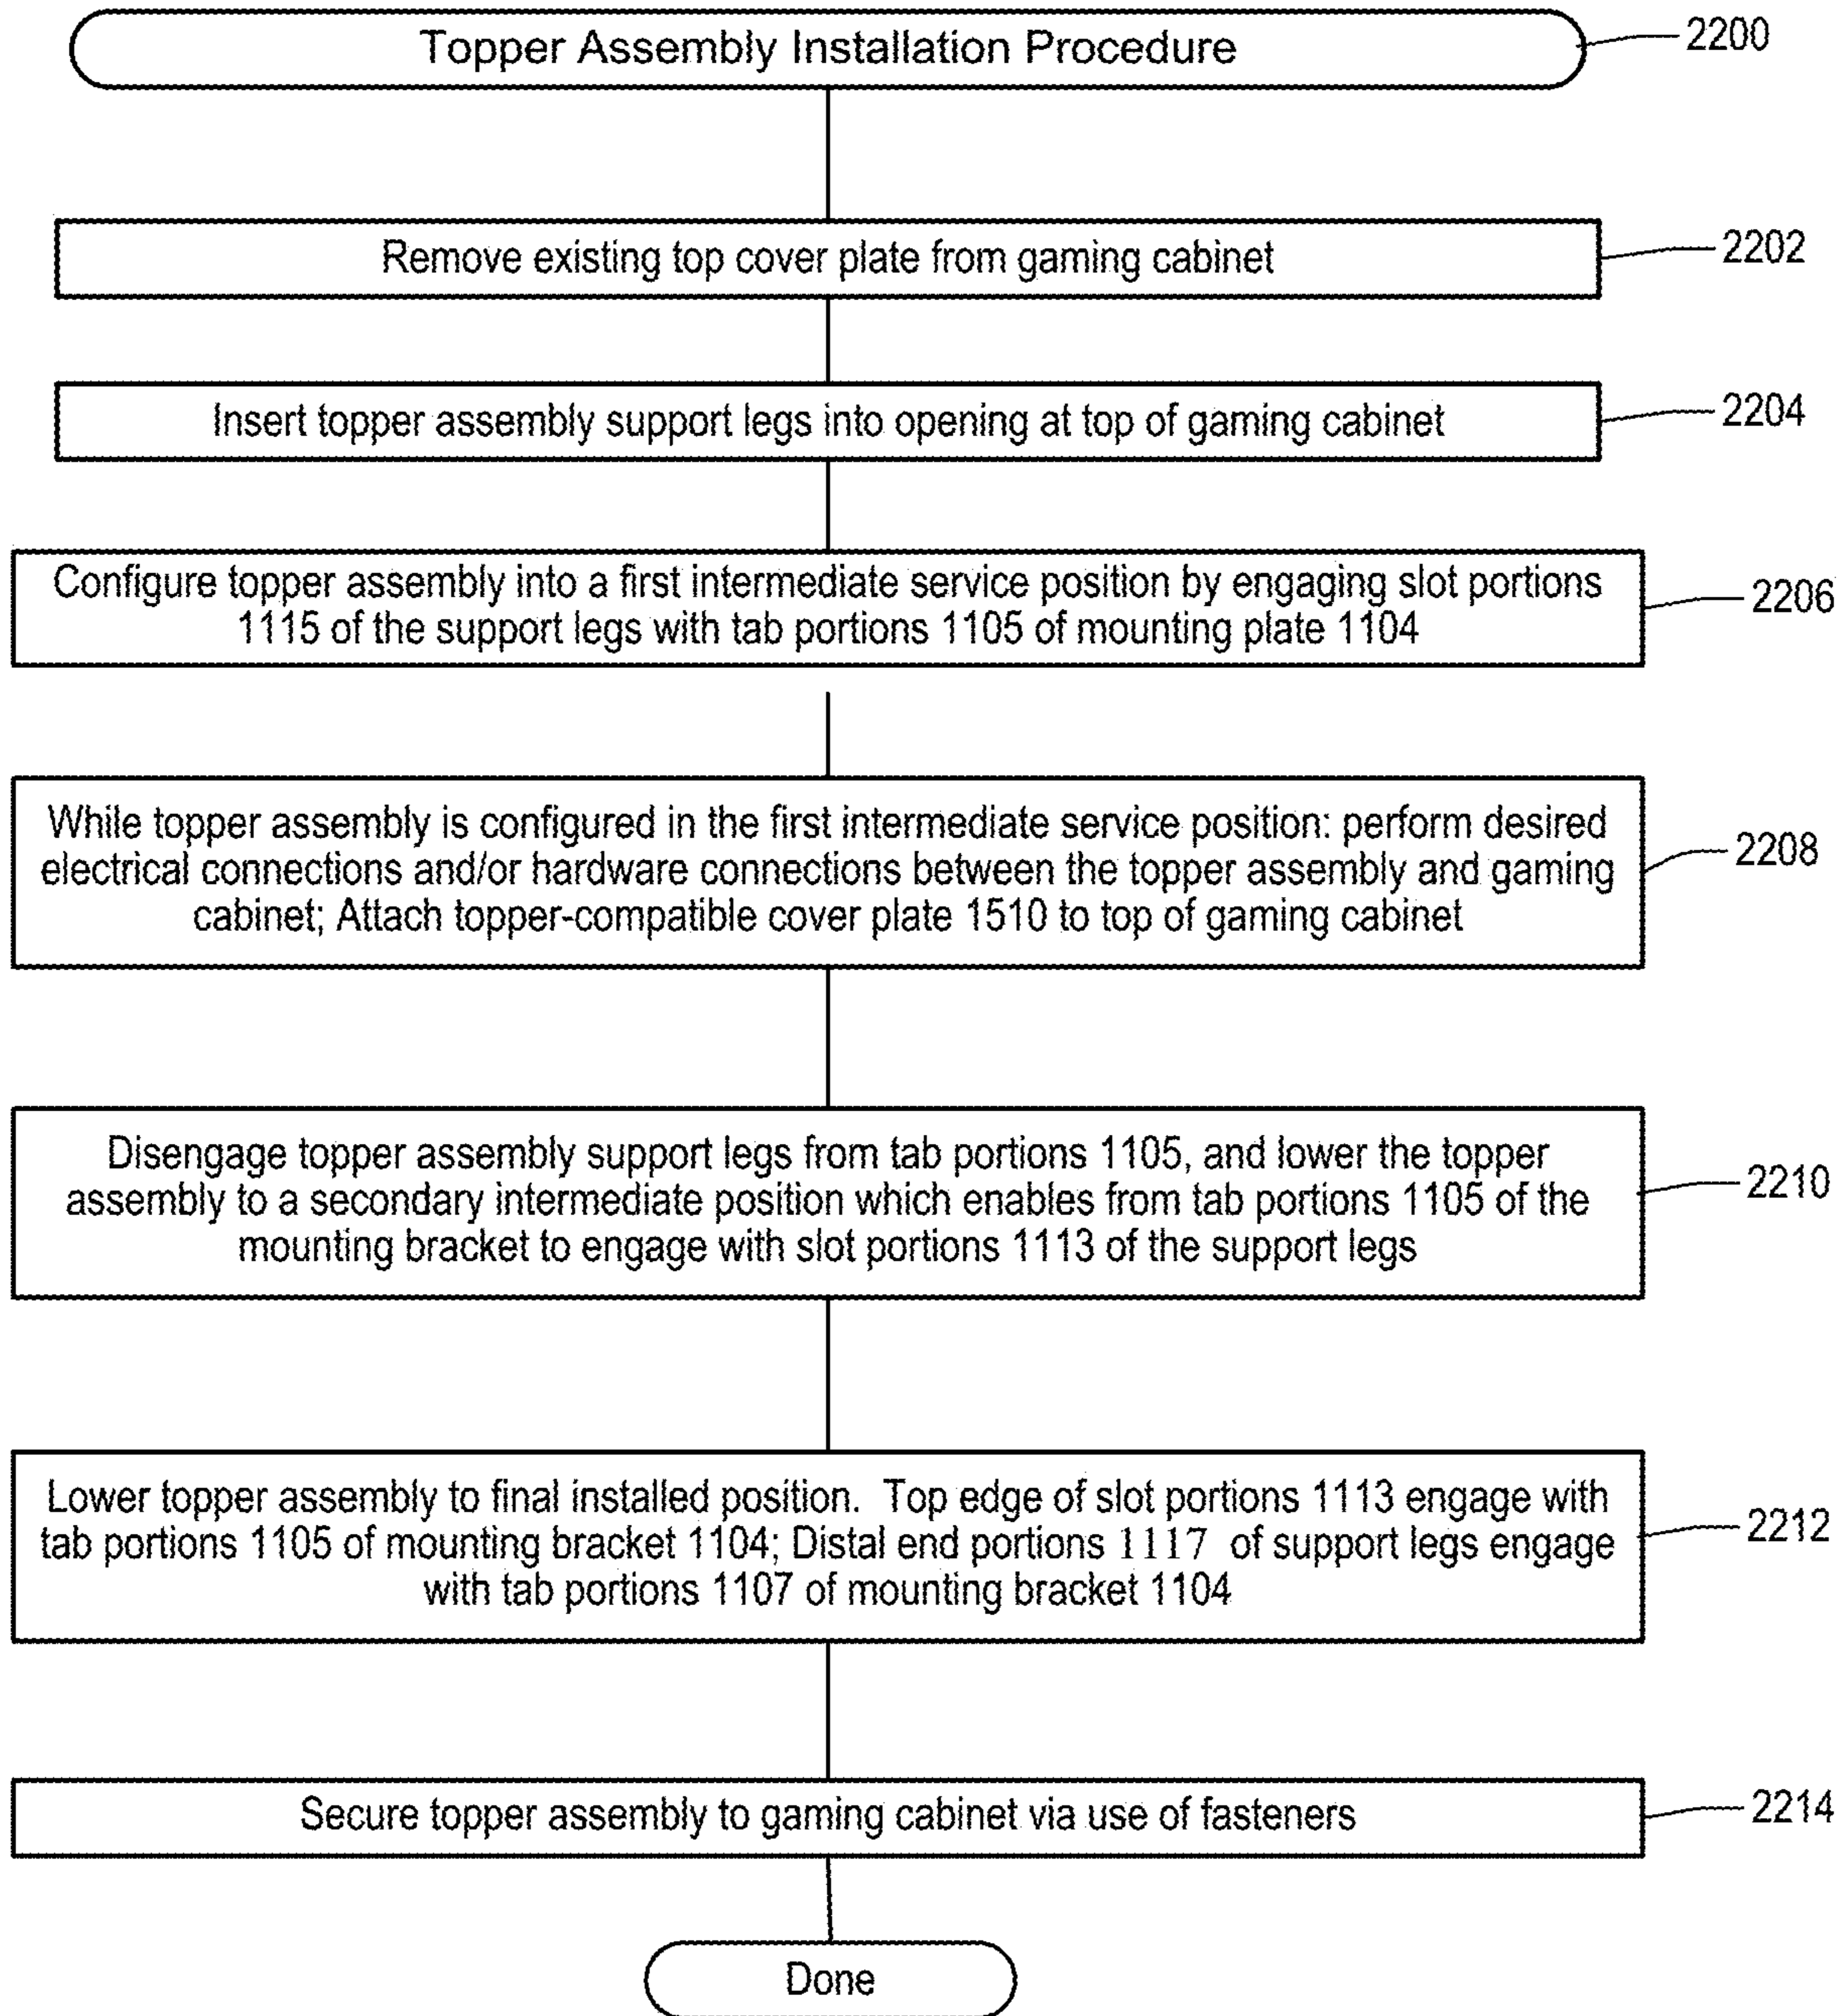 Topper Assembly Installation Procedure
2200
Remove existing top cover plate from gaming cabinet
2202
Insert topper assembly support legs into opening at top of gaming cabinet
2204
Configure topper assembly into a first intermediate service position by engaging slot portions
1115 of the support legs with tab portions 1105 of mounting plate 1104
2206
While topper assembly is configured in the first intermediate service position: perform desired
electrical connections and/or hardware connections between the topper assembly and gaming
cabinet; Attach topper-compatible cover plate 1510 to top of gaming cabinet
2208
Disengage topper assembly support legs from tab portions 1105, and lower the topper
assembly to a secondary intermediate position which enables from tab portions 1105 of the
mounting bracket to engage with slot portions 1113 of the support legs
2210
Lower topper assembly to final installed position. Top edge of slot portions 1113 engage with
tab portions 1105 of mounting bracket 1104; Distal end portions 1117 of support legs engage
with tab portions 1107 of mounting bracket 1104
2212
Secure topper assembly to gaming cabinet via use of fasteners
2214
Done